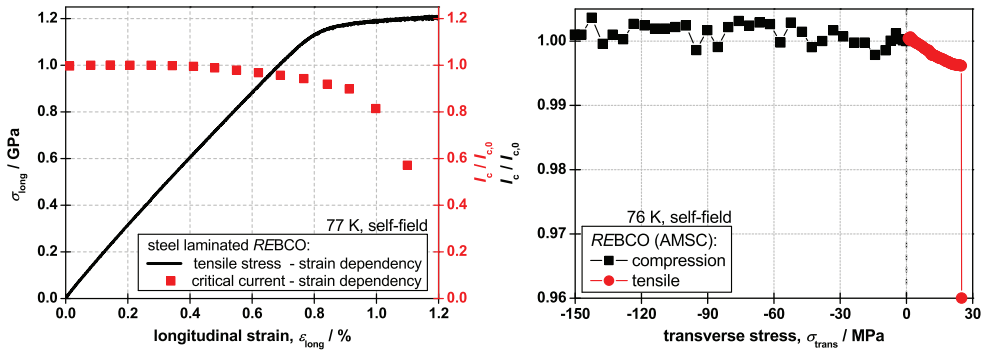 1.2
1.0
0.8
0.6
0.4
0.2
0.0
σlong / GPa
0.0 0.2 0.4 0.6 0.8 1.0 1.2
longitudinal strain, εlong / %
1.2
1.0
0.8
0.6
0.4
0.2
0.0
Ic / Ic,0
77 K, self-field
steel laminated REBCO:
tensile stress - strain dependency
critical current - strain dependency
Ic / Ic,0
1.00
0.99
0.98
0.97
0.96
-150 -120 -90 -60 -30 0 30
transverse stress, σtrans / MPa
76 K, self-field
REBCO (AMSC):
compression
tensile